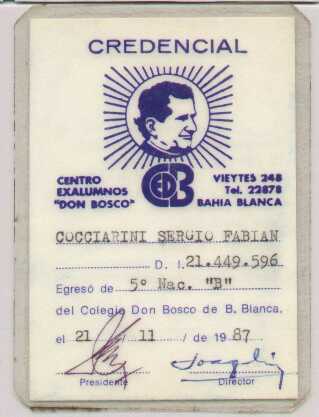 CREDENCIAL
CENTRO
EXALUMNOS
"DON BOSCO"
CEDB
VIEYTES 248
Tel. 22878
BAHIA BLANCA
COCCIARINI SERGIO FABIAN
D. I. 21.449.596
Egresó de 5º Nac. "B"
del Colegio Don Bosco de B. Blanca.
el 21 / 11 / de 1987
Presidente
Director